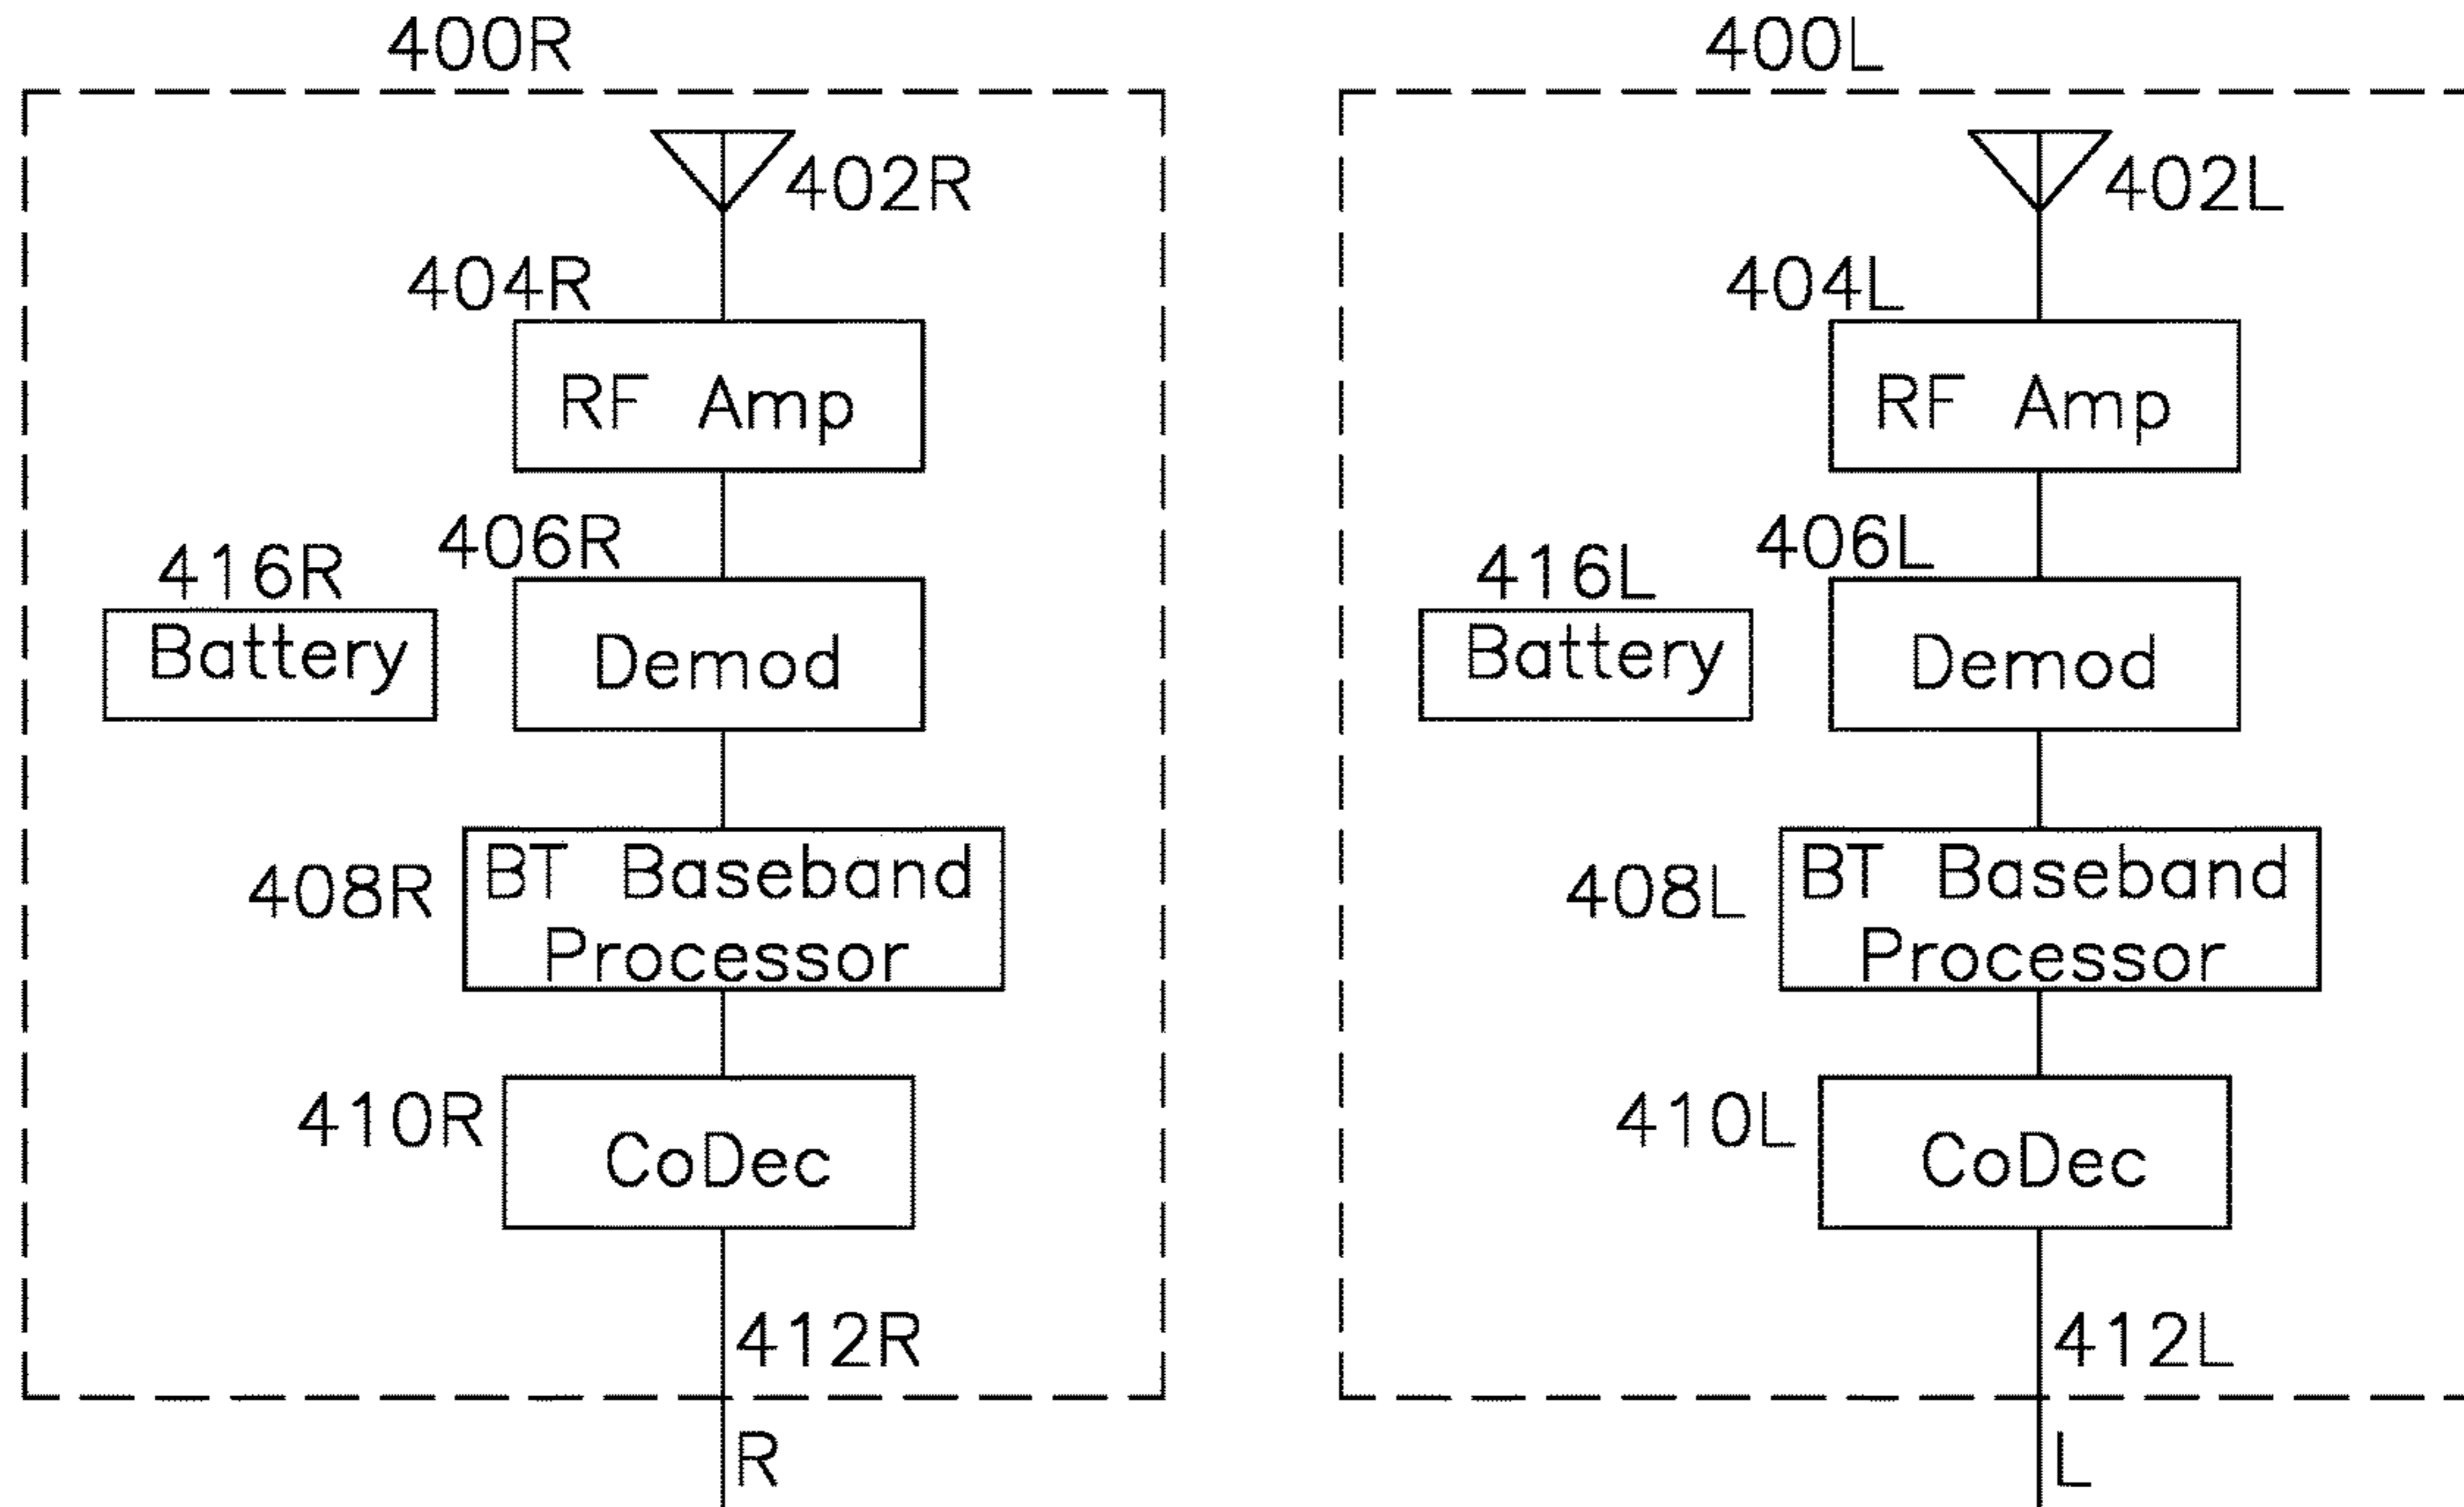 400R
402R
404R
RF Amp
406R
416R
Battery
Demod
408R
BT Baseband
Processor
410R
CoDec
412R
R
400L
402L
404L
RF Amp
406L
416L
Battery
Demod
408L
BT Baseband
Processor
410L
CoDec
412L
L